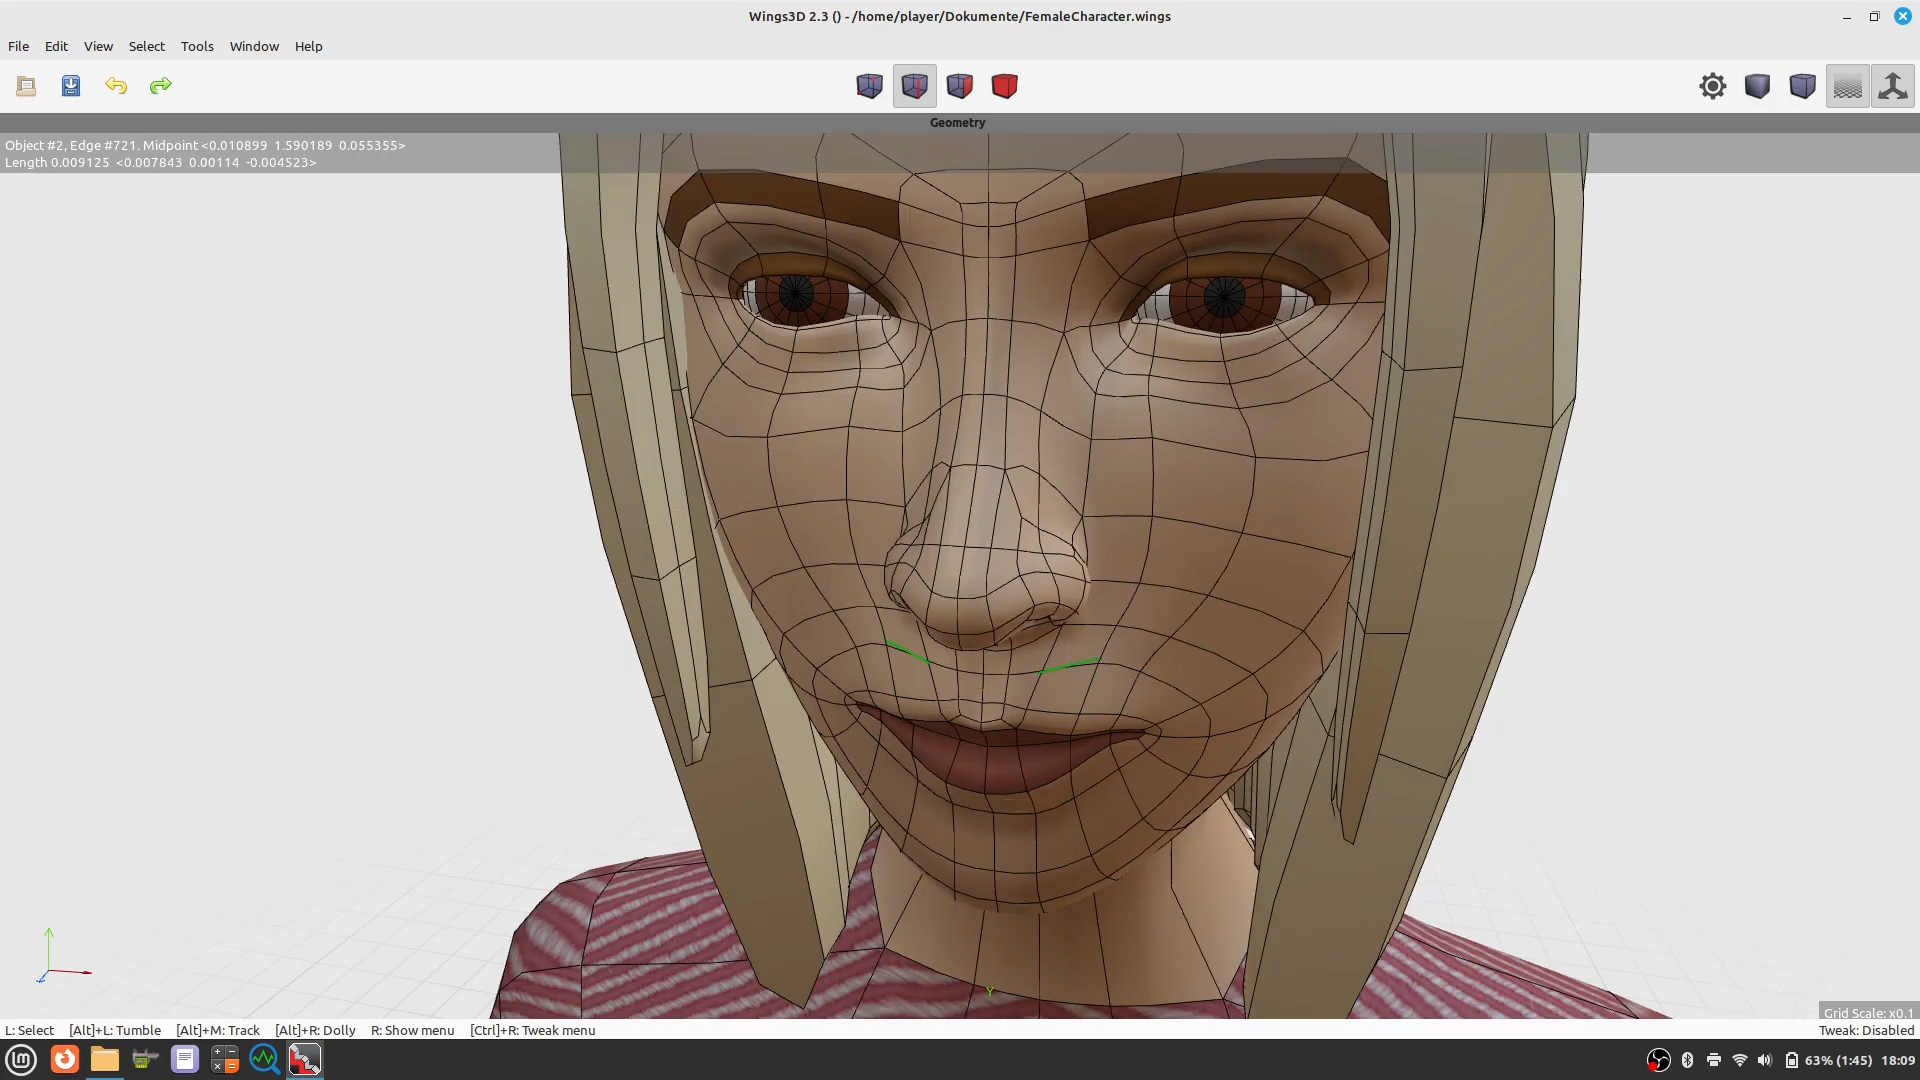 Wings3D 2.3 () - /home/player/Dokumente/FemaleCharacter.wings
File Edit View Select Tools Window Help
Geometry
Object #2, Edge #721. Midpoint <0.010899 1.590189 0.055355>
Length 0.009125 <0.007843 0.00114 -0.004523>
Y
Grid Scale: x0.1
L: Select [Alt]+L: Tumble [Alt]+M: Track [Alt]+R: Dolly R: Show menu [Ctrl]+R: Tweak menu Tweak: Disabled
63% (1:45) 18:09